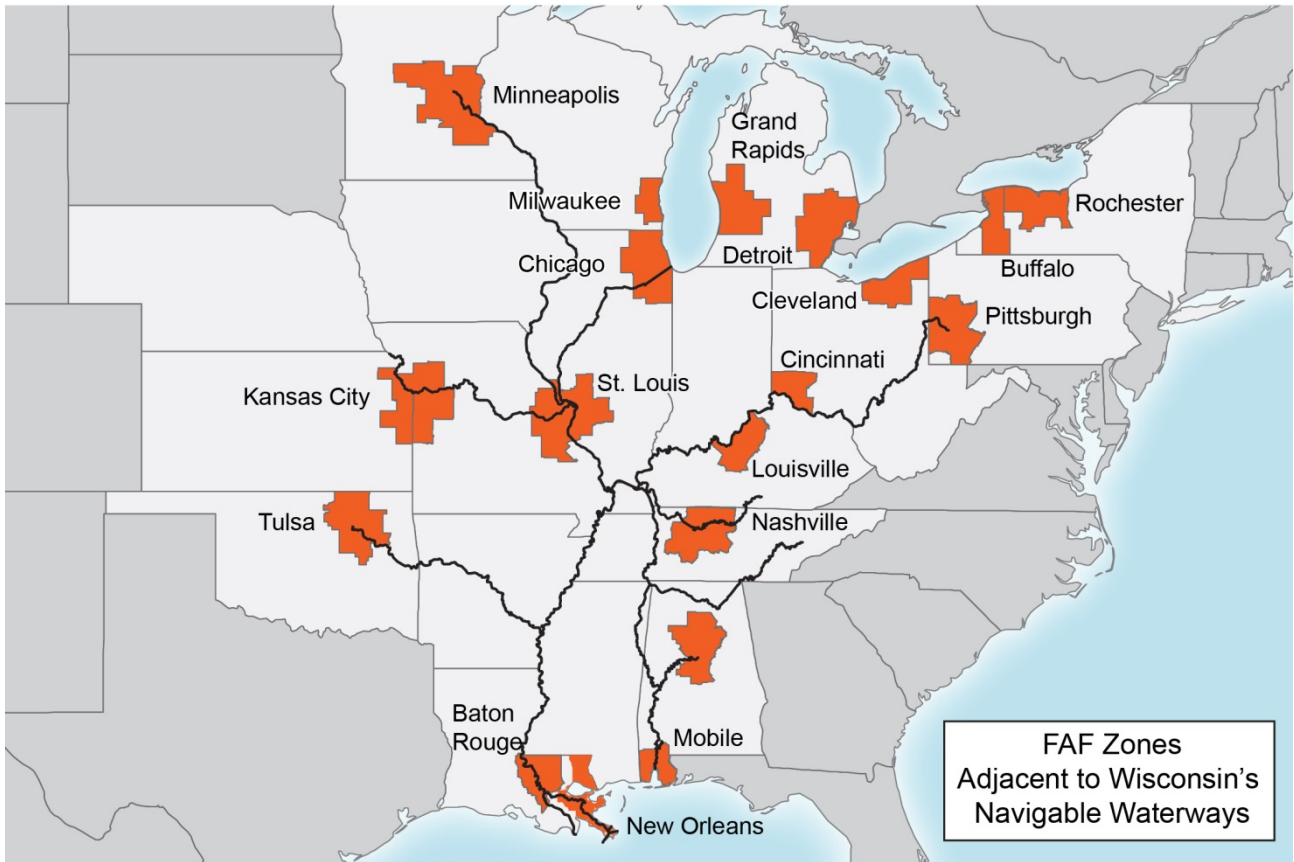 Minneapolis
Grand
Rapids
Milwaukee
Rochester
Chicago
Detroit
Buffalo
Cleveland
Pittsburgh
Cincinnati
St. Louis
Kansas City
Louisville
Tulsa
Nashville
Baton
Rouge
Mobile
New Orleans
FAF Zones
Adjacent to Wisconsin's
Navigable Waterways